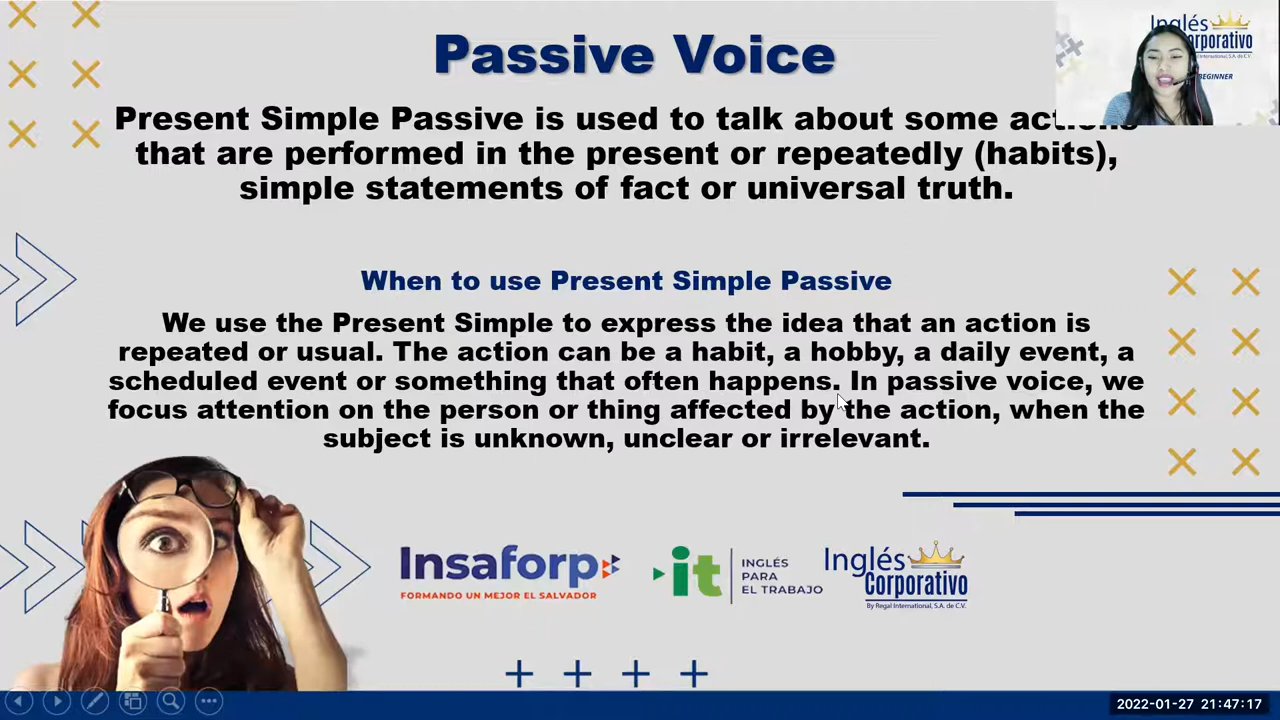 Passive Voice
Inglés
BEGINNER
Present Simple Passive is used to talk about some actions
that are performed in the present or repeatedly (habits),
simple statements of fact or universal truth.
When to use Present Simple Passive
We use the Present Simple to express the idea that an action is
repeated or usual. The action can be a habit, a hobby, a daily event, a
scheduled event or something that often happens. In passive voice, we
focus attention on the person or thing affected by the action, when the
subject is unknown, unclear or irrelevant.
Insaforp
FORMANDO UN MEJOR EL SALVADOR
it
INGLÉS
PARA
EL TRABAJO
Inglés
Corporativo
By Regal International, S.A. de C.V.
2022-01-27 21:47:17